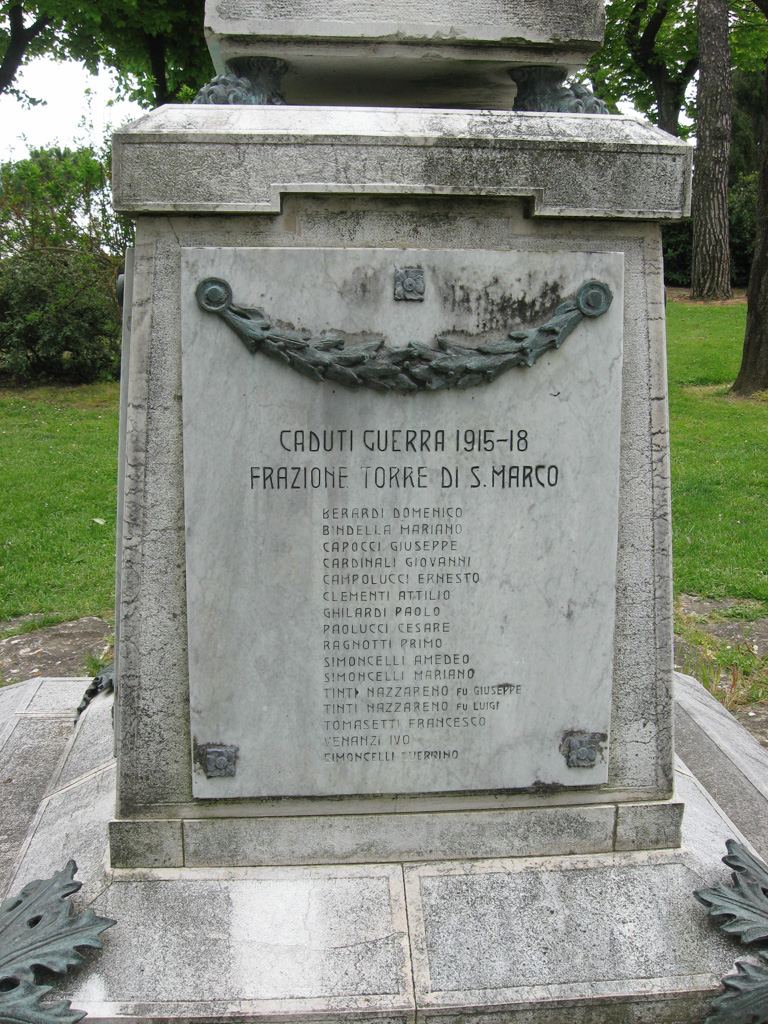 CADUTI GUERRA 1915-18
FRAZIONE TORRE DI S. MARCO
BERARDI DOMENICO
BINDELLA MARIANO
CAPOCCI GIUSEPPE
CARDINALI GIOVANNI
CAMPOLUCCI ERNESTO
CLEMENTI ATTILIO
GHILARDI PAOLO
PAOLUCCI CESARE
RAGNOTTI PRIMO
SIMONCELLI AMEDEO
SIMONCELLI MARIANO
TINTI NAZZARENO FU GIUSEPPE
TINTI NAZZARENO FU LUIGI
TOMASETTI FRANCESCO
VENANZI IVO
SIMONCELLI GUERRINO